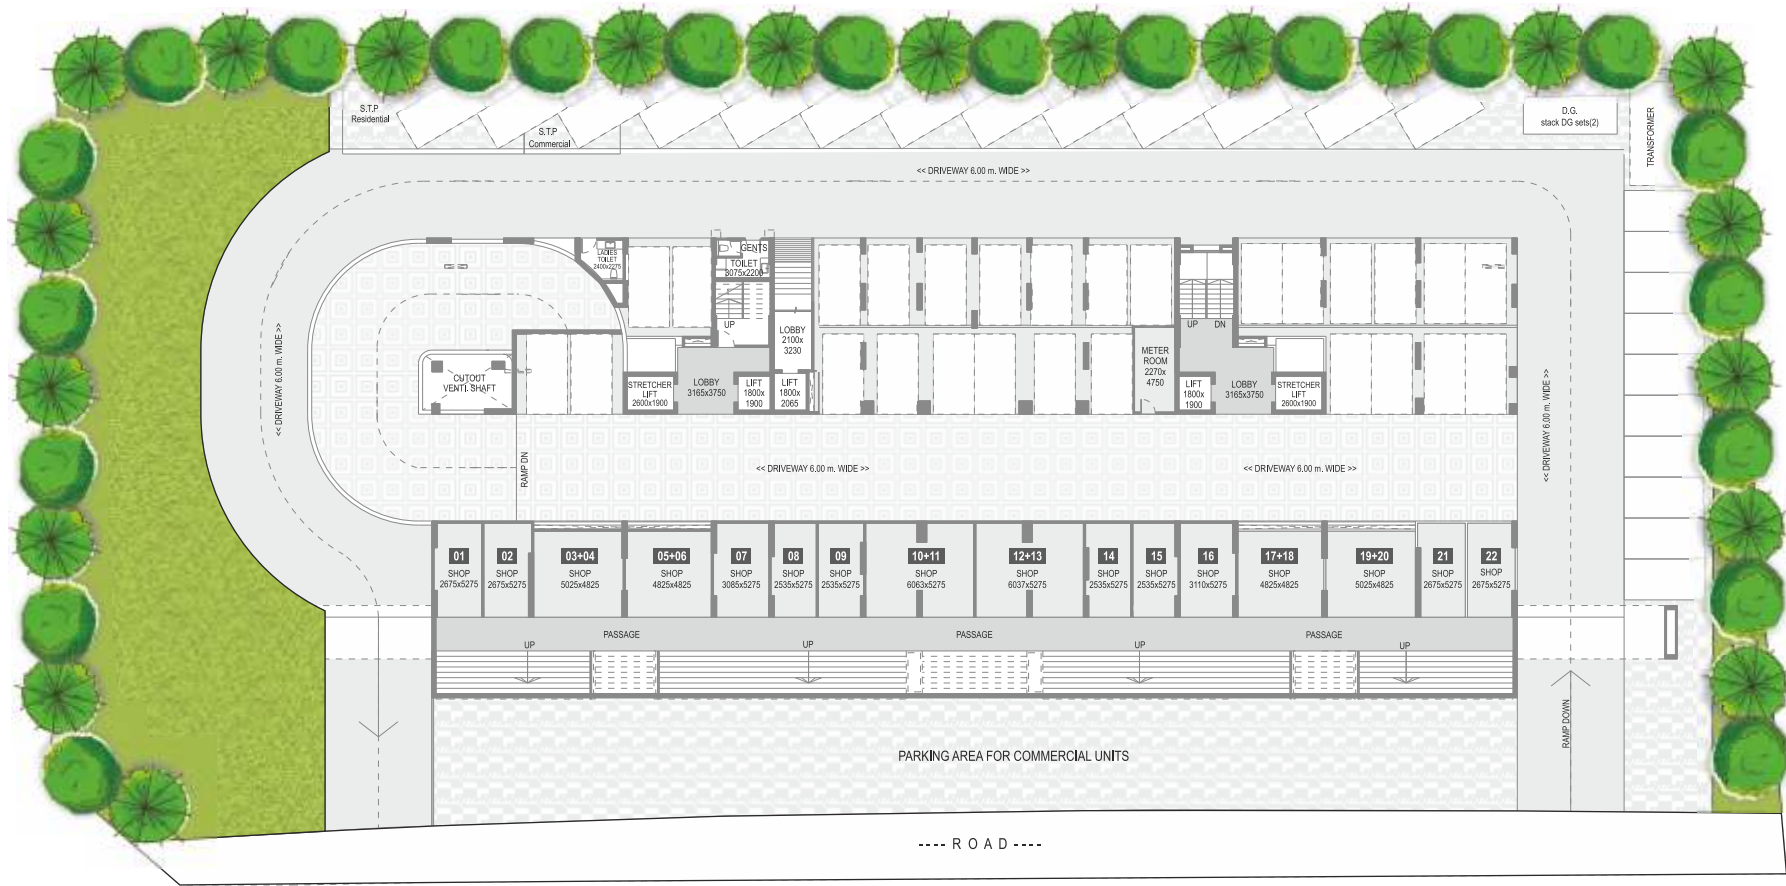 S.T.P
Residential
S.T.P
Commercial
D.G.
stack DG sets(2)
TRANSFORMER
<< DRIVEWAY 6.00 m. WIDE >>
<< DRIVEWAY 6.00 m. WIDE >>
<< DRIVEWAY 6.00 m. WIDE >>
LADIES
TOILET
2400x2275
GENTS
TOILET
3075x2200
UP
LOBBY
2100x
3230
UP
DN
METER
ROOM
2270x
4750
CUTOUT
VENTI. SHAFT
STRETCHER
LIFT
2600x1900
LOBBY
3165x3750
LIFT
1800x
1900
LIFT
1800x
2065
LIFT
1800x
1900
LOBBY
3165x3750
STRETCHER
LIFT
2600x1900
RAMP DN
<< DRIVEWAY 6.00 m. WIDE >>
<< DRIVEWAY 6.00 m. WIDE >>
01
SHOP
2675x5275
02
SHOP
2675x5275
03+04
SHOP
5025x4825
05+06
SHOP
4825x4825
07
SHOP
3085x5275
08
SHOP
2535x5275
09
SHOP
2535x5275
10+11
SHOP
6063x5275
12+13
SHOP
6037x5275
14
SHOP
2535x5275
15
SHOP
2535x5275
16
SHOP
3110x5275
17+18
SHOP
4825x4825
19+20
SHOP
5025x4825
21
SHOP
2675x5275
22
SHOP
2675x5275
PASSAGE
PASSAGE
PASSAGE
UP
UP
UP
UP
RAMP DOWN
PARKING AREA FOR COMMERCIAL UNITS
---- R O A D ----